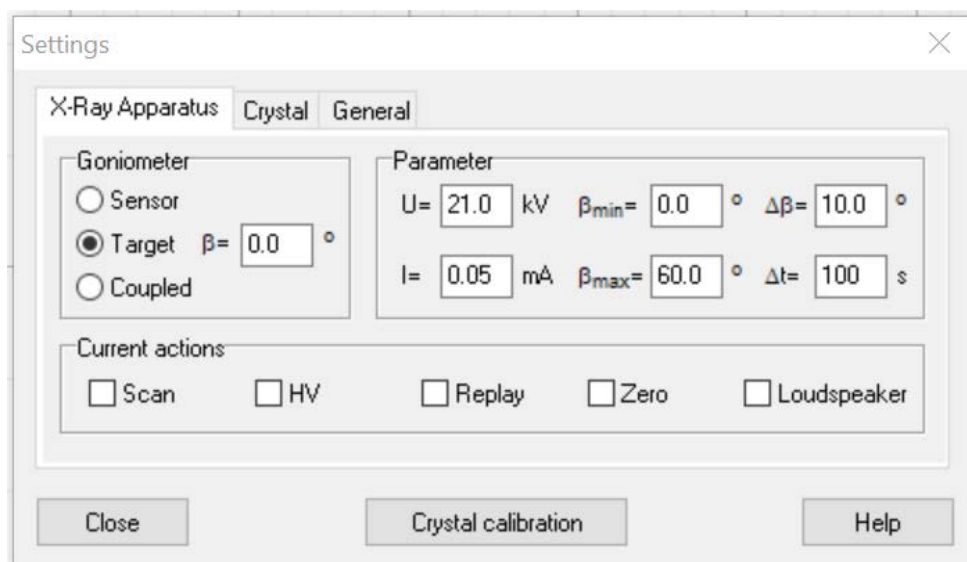 Settings
X-Ray Apparatus Crystal General
Goniometer
Sensor
Target β= 0.0 °
Coupled
Parameter
U= 21.0 kV βmin= 0.0 ° Δβ= 10.0 °
I= 0.05 mA βmax= 60.0 ° Δt= 100 s
Current actions
Scan HV Replay Zero Loudspeaker
Close Crystal calibration Help